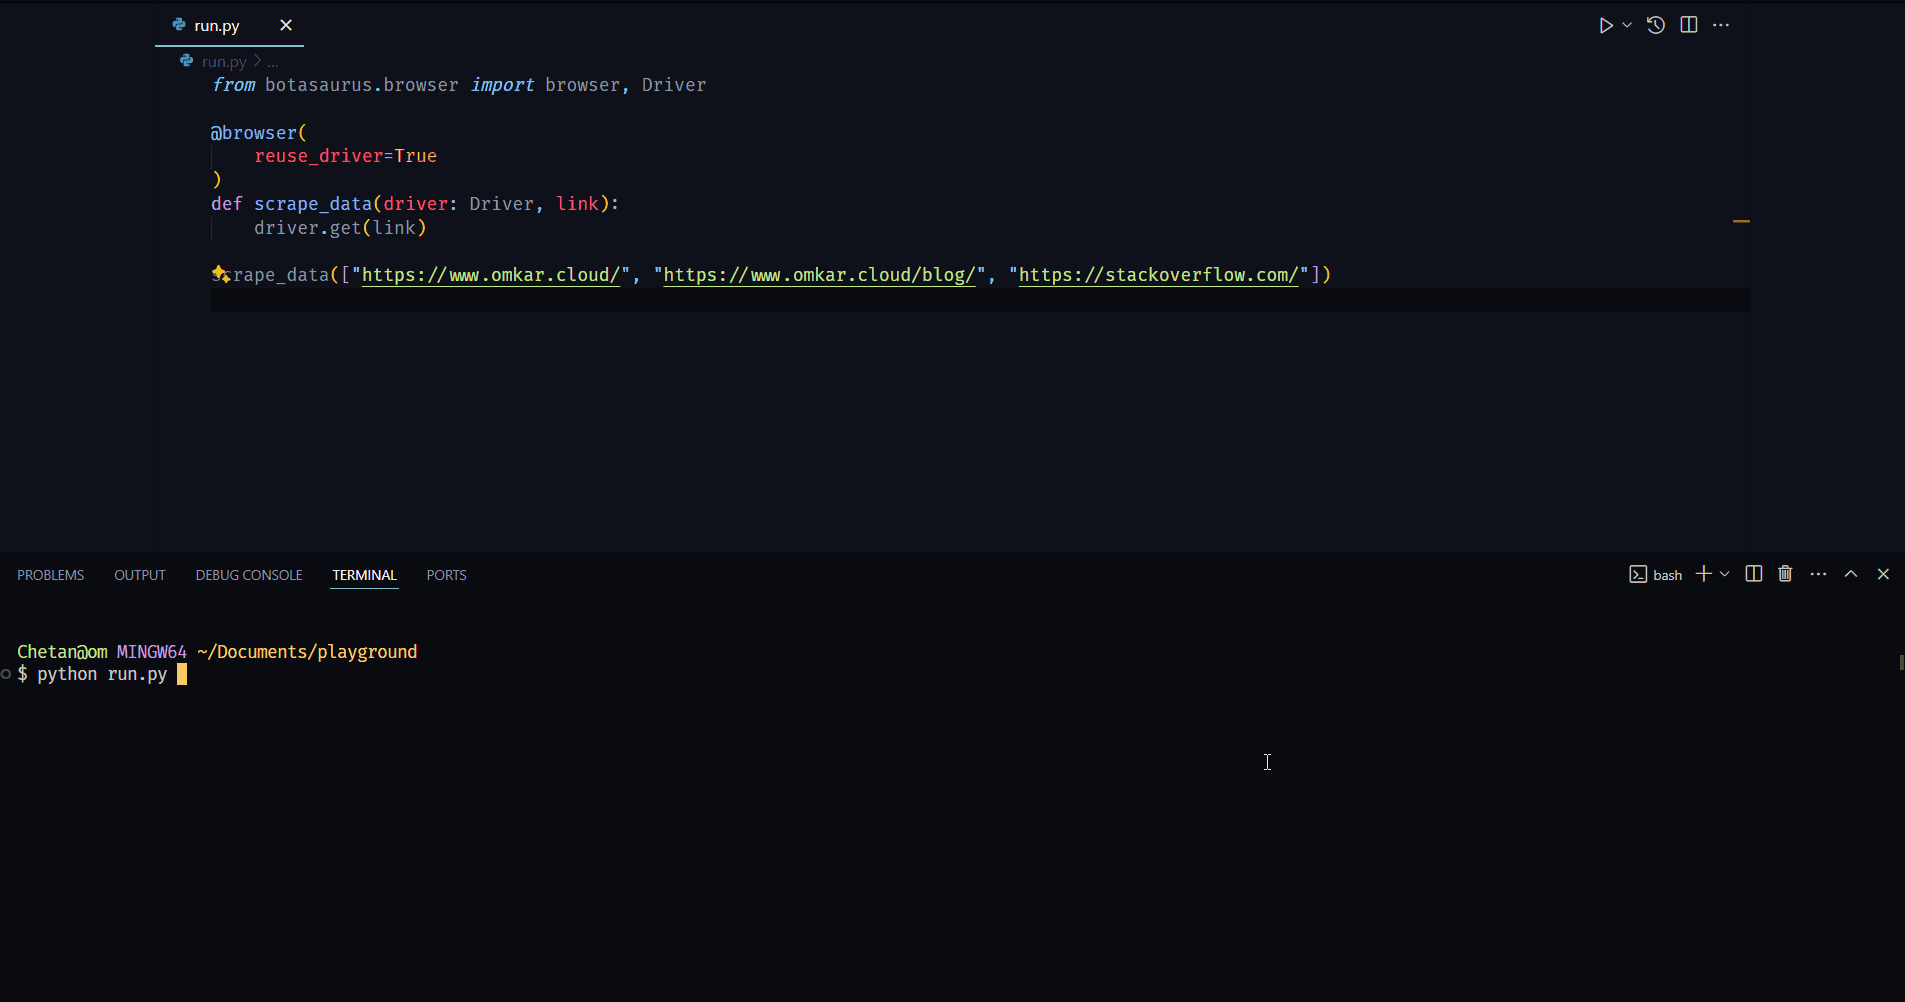 run.py
run.py > ...
from botasaurus.browser import browser, Driver
@browser(
    reuse_driver=True
)
def scrape_data(driver: Driver, link):
    driver.get(link)
scrape_data(["https://www.omkar.cloud/", "https://www.omkar.cloud/blog/", "https://stackoverflow.com/"])
PROBLEMS OUTPUT DEBUG CONSOLE TERMINAL PORTS bash
Chetan@om MINGW64 ~/Documents/playground
$ python run.py